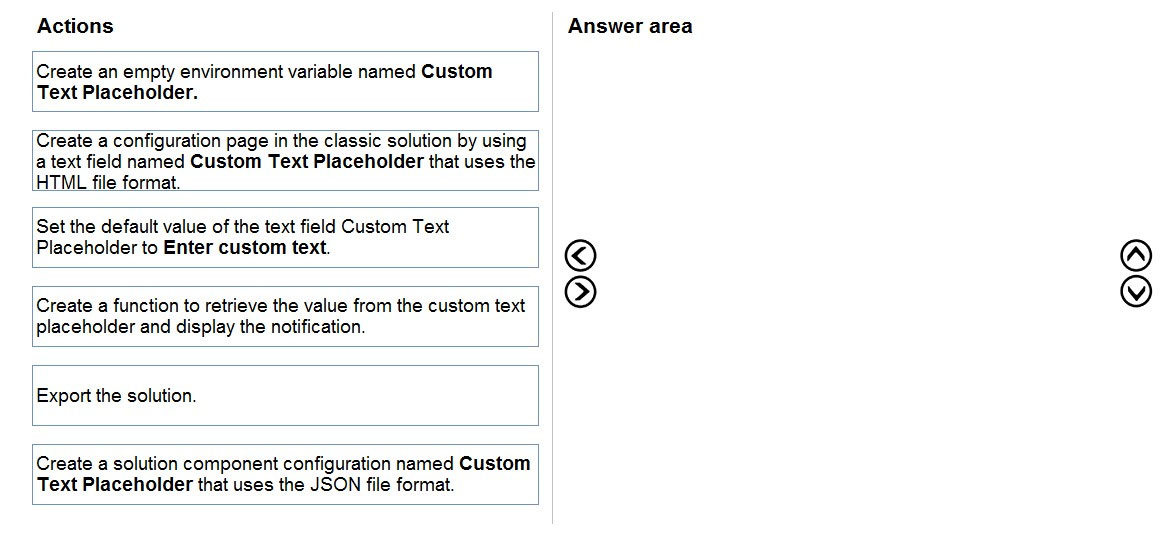 Actions
Create an empty environment variable named Custom
Text Placeholder.
Create a configuration page in the classic solution by using
a text field named Custom Text Placeholder that uses the
HTML file format.
Set the default value of the text field Custom Text
Placeholder to Enter custom text.
Create a function to retrieve the value from the custom text
placeholder and display the notification.
Export the solution.
Create a solution component configuration named Custom
Text Placeholder that uses the JSON file format.
Answer area